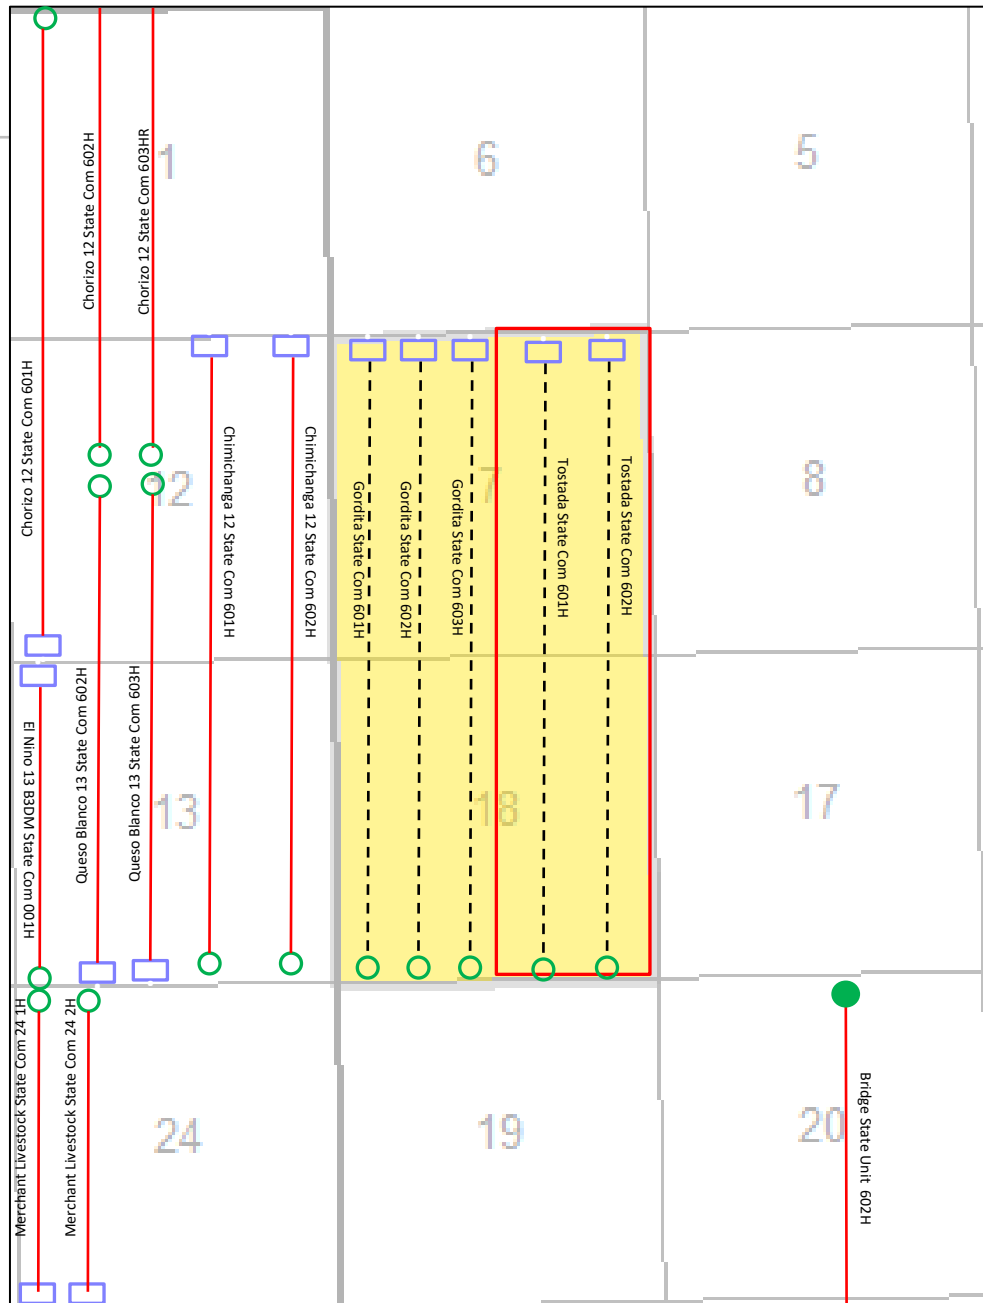 1
6
5
Chorizo 12 State Com 602H
Chorizo 12 State Com 603HR
Chorizo 12 State Com 601H
12
7
8
Chimichanga 12 State Com 601H
Chimichanga 12 State Com 602H
Gordita State Com 601H
Gordita State Com 602H
Gordita State Com 603H
Tostada State Com 601H
Tostada State Com 602H
El Nino 13 B3DM State Com 001H
Queso Blanco 13 State Com 602H
Queso Blanco 13 State Com 603H
13
18
17
Merchant Livestock State Com 24 1H
Merchant Livestock State Com 24 2H
24
19
20
Bridge State Unit 602H